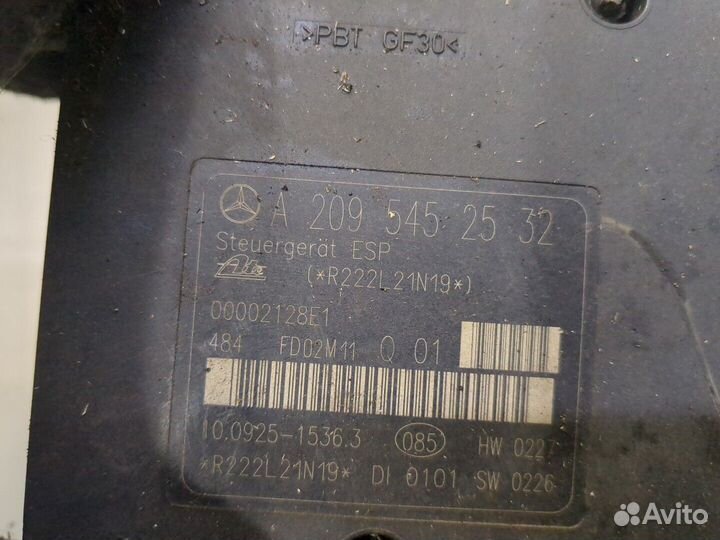 >PBT GF30<
A 209 545 25 32
Steuergerät ESP
Ate (*R222L21N19*)
00002128E1
484 FD02M11 Q 01
10.0925-1536.3 085 HW 0227
*R222L21N19* DI 0101 SW 0226
Avito